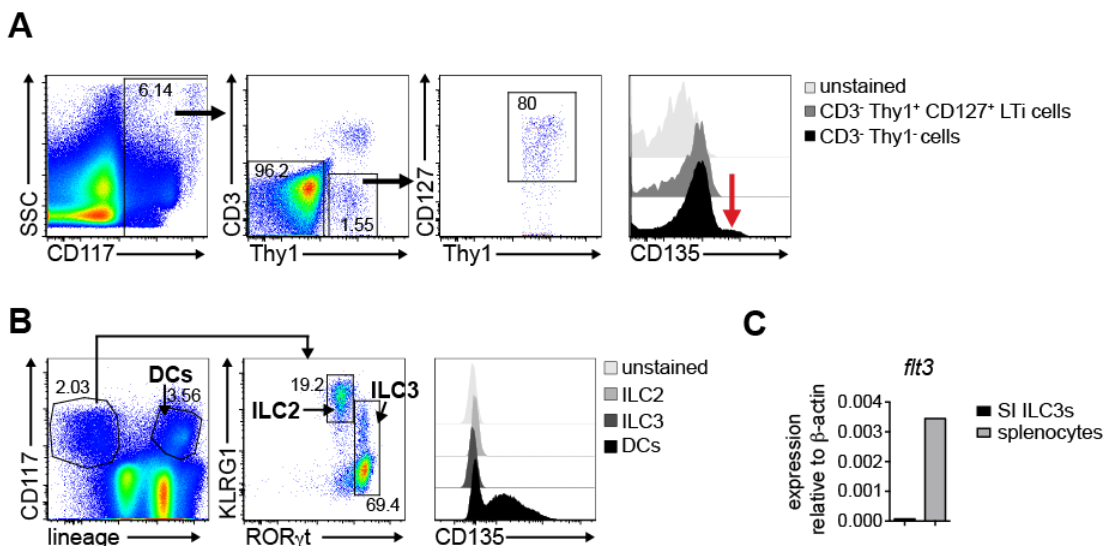 A
SSC
6.14
CD117
CD3
96.2
1.55
Thy1
CD127
80
Thy1
CD135
unstained
CD3- Thy1+ CD127+ LTi cells
CD3- Thy1- cells
B
CD117
2.03
DCs
3.56
lineage
KLRG1
19.2
ILC2
ILC3
69.4
RORγt
CD135
unstained
ILC2
ILC3
DCs
C
flt3
expression
relative to β-actin
0.004
0.003
0.002
0.001
0.000
SI ILC3s
splenocytes